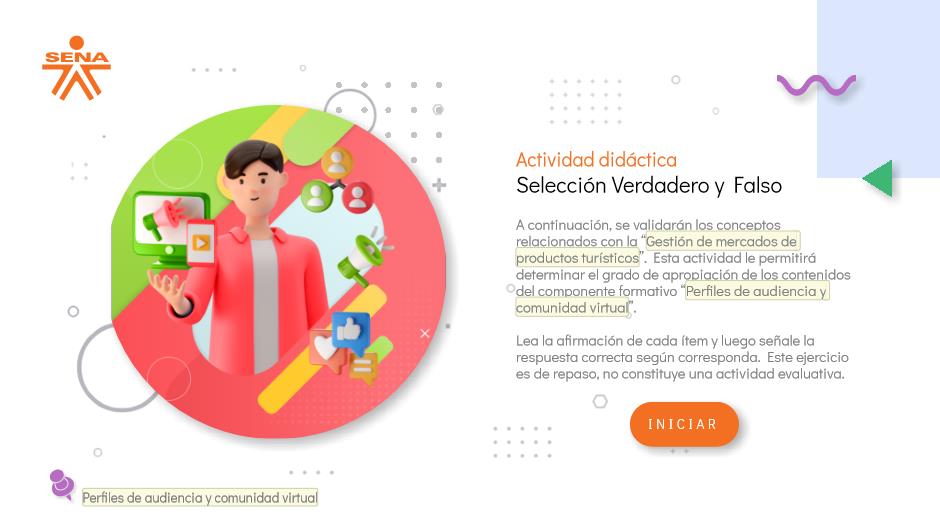 SENA
Actividad didáctica
Selección Verdadero y Falso
A continuación, se validarán los conceptos
relacionados con la “Gestión de mercados de
productos turísticos”. Esta actividad le permitirá
determinar el grado de apropiación de los contenidos
del componente formativo “Perfiles de audiencia y
comunidad virtual”.
Lea la afirmación de cada ítem y luego señale la
respuesta correcta según corresponda. Este ejercicio
es de repaso, no constituye una actividad evaluativa.
INICIAR
Perfiles de audiencia y comunidad virtual